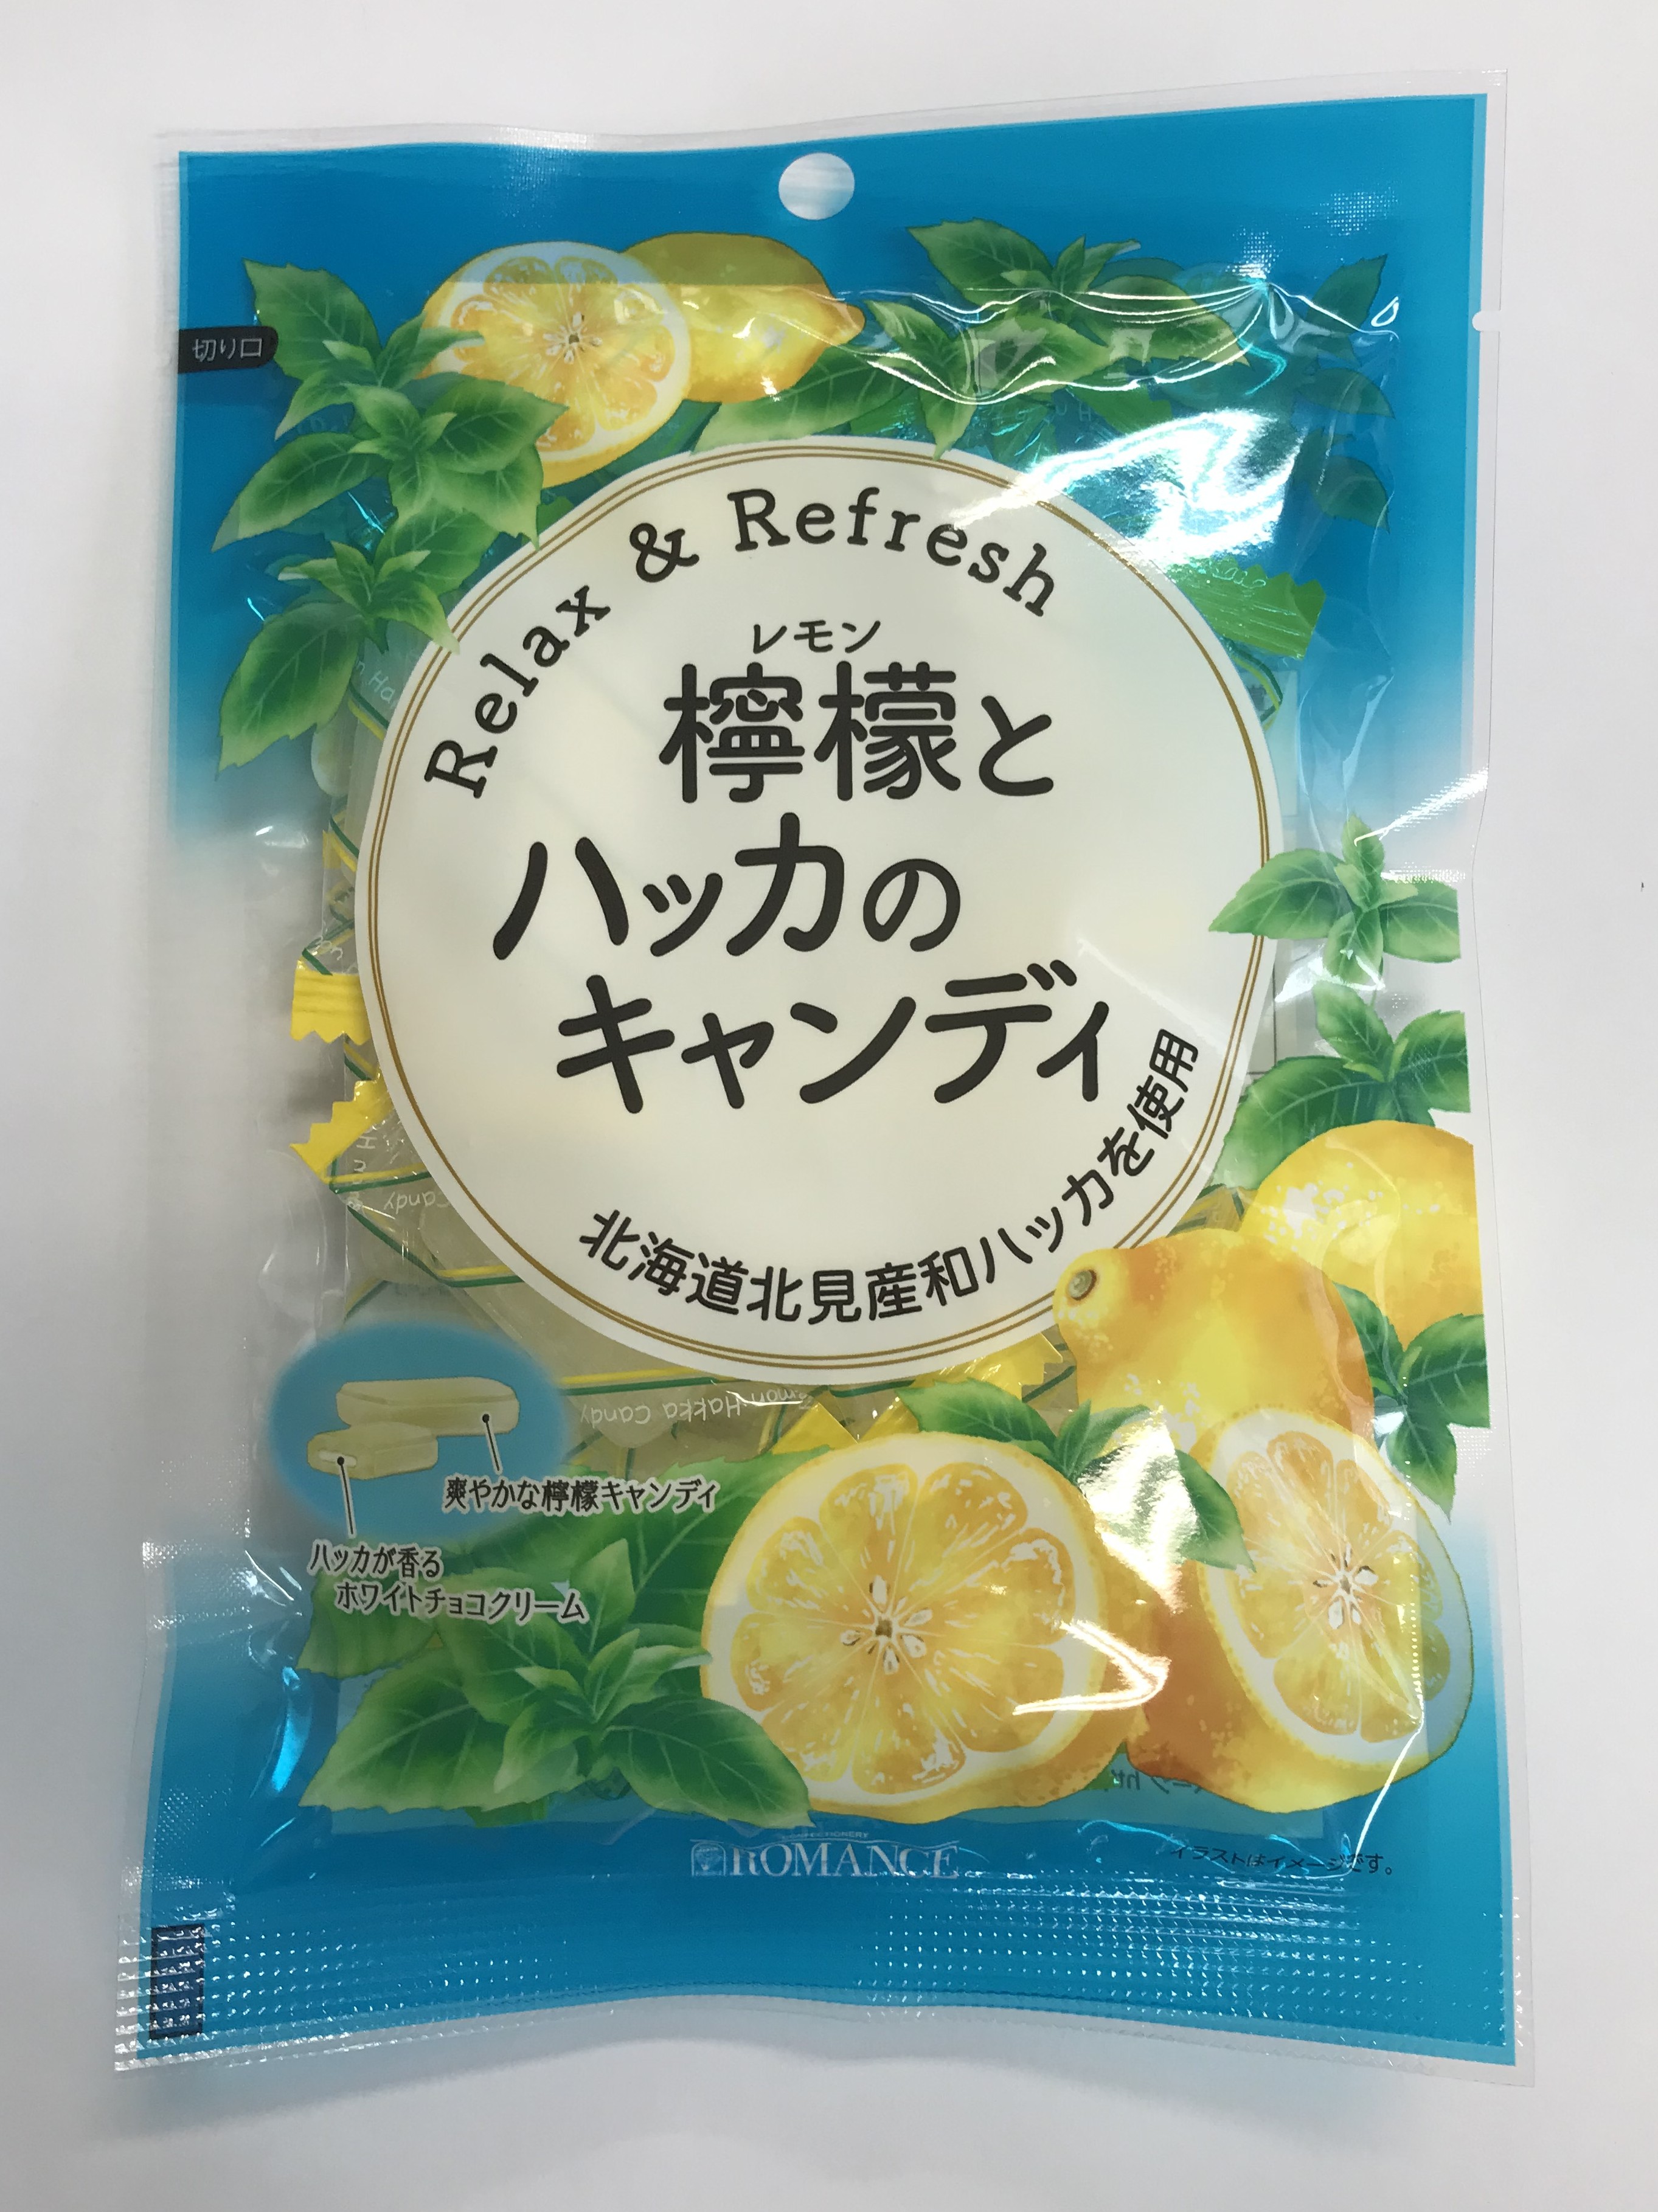 切り口
Relax & Refresh
レモン
檸檬と
ハッカの
キャンディ
北海道北見産和ハッカを使用
Hakka Candy
爽やかな檸檬キャンディ
ハッカが香る
ホワイトチョコクリーム
CONFECTIONERY
ROMANCE
イラストはイメージです。